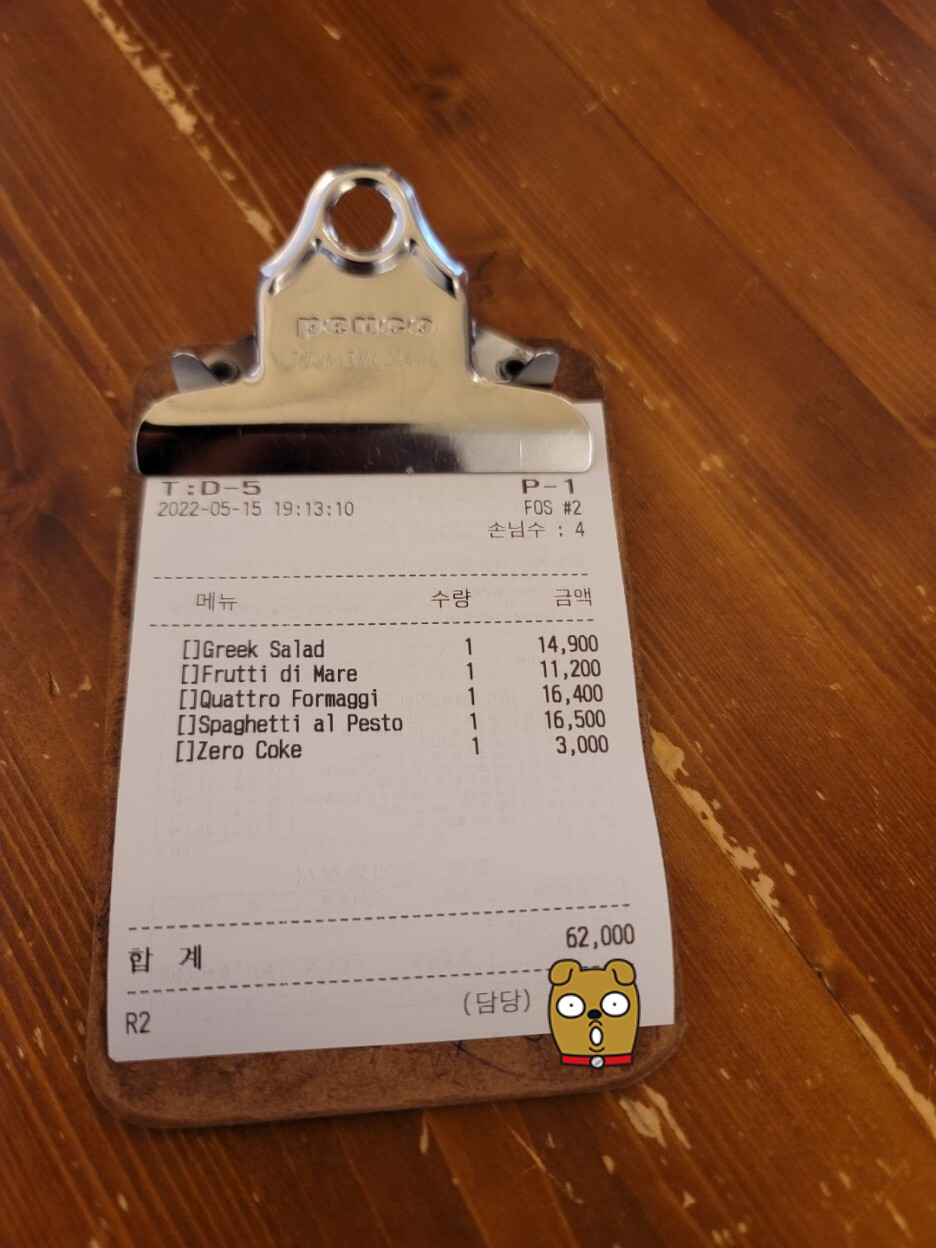 penco
T:D-5 P-1
2022-05-15 19:13:10 FOS #2
손님수 : 4
메뉴 수량 금액
[]Greek Salad 1 14,900
[]Frutti di Mare 1 11,200
[]Quattro Formaggi 1 16,400
[]Spaghetti al Pesto 1 16,500
[]Zero Coke 1 3,000
합 계 62,000
R2 (담당)